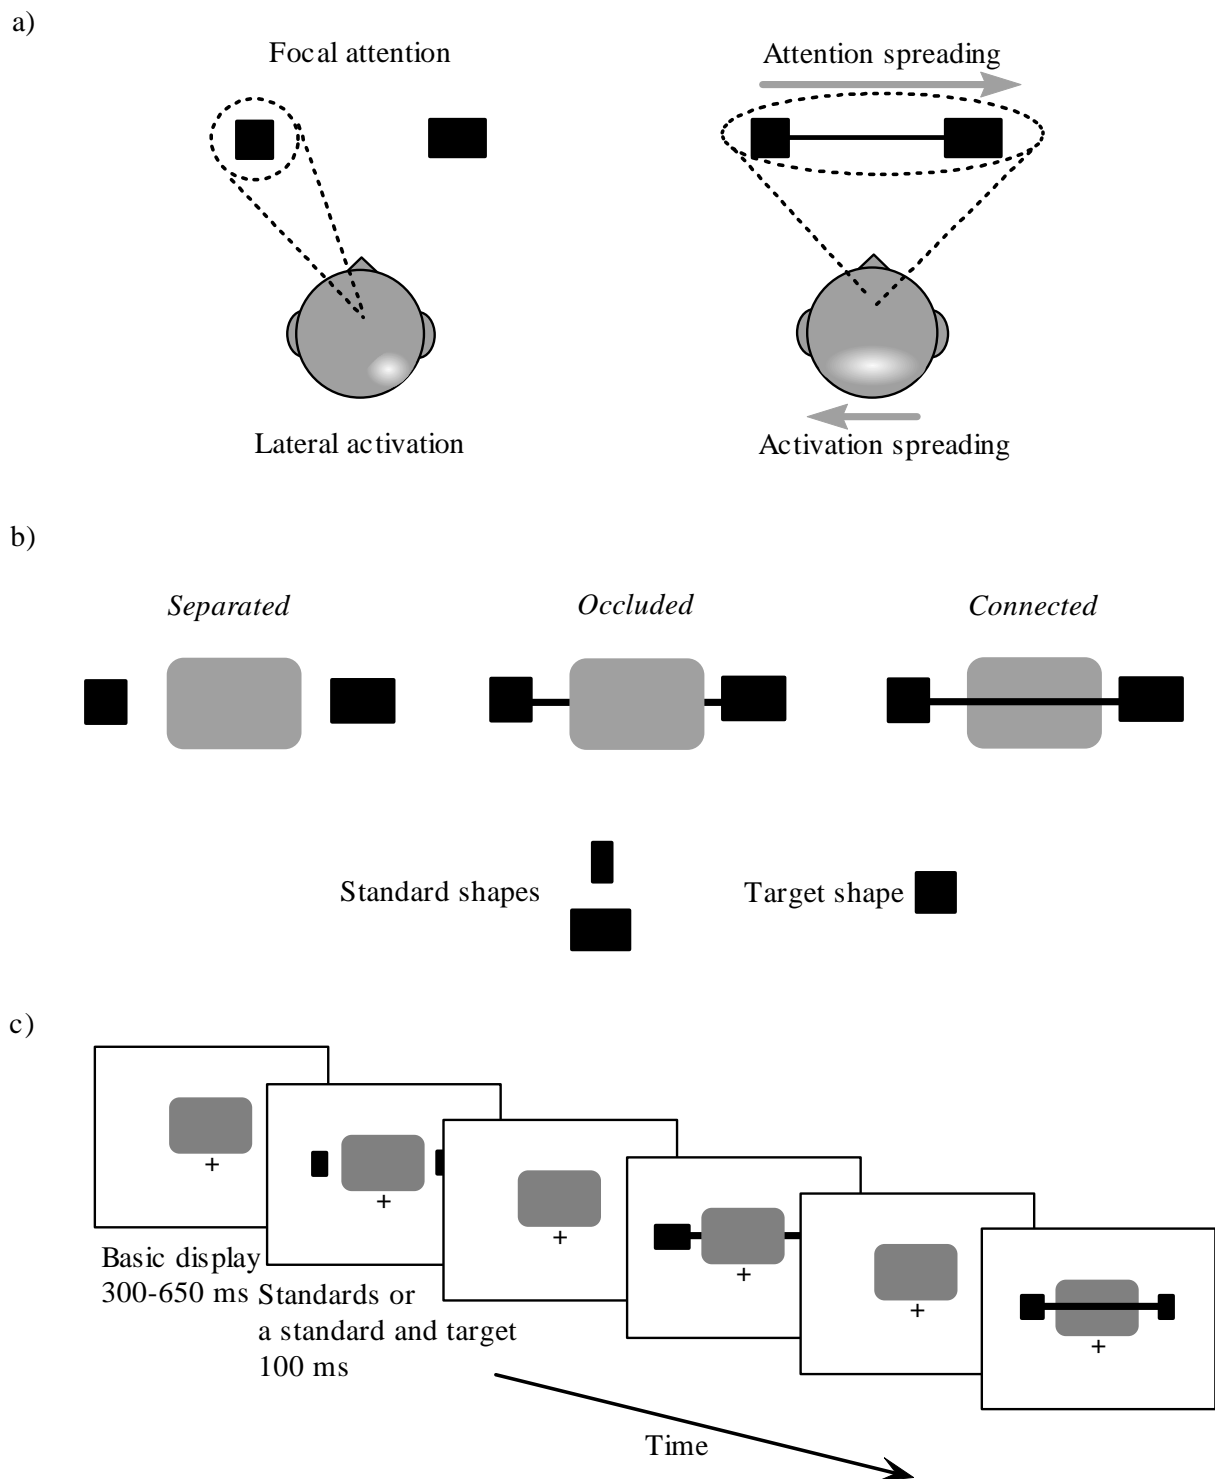 a)
Focal attention
Attention spreading
Lateral activation
Activation spreading
b)
Separated
Occluded
Connected
Standard shapes
Target shape
c)
+
+
+
+
+
+
Basic display
300-650 ms
Standards or
a standard and target
100 ms
Time